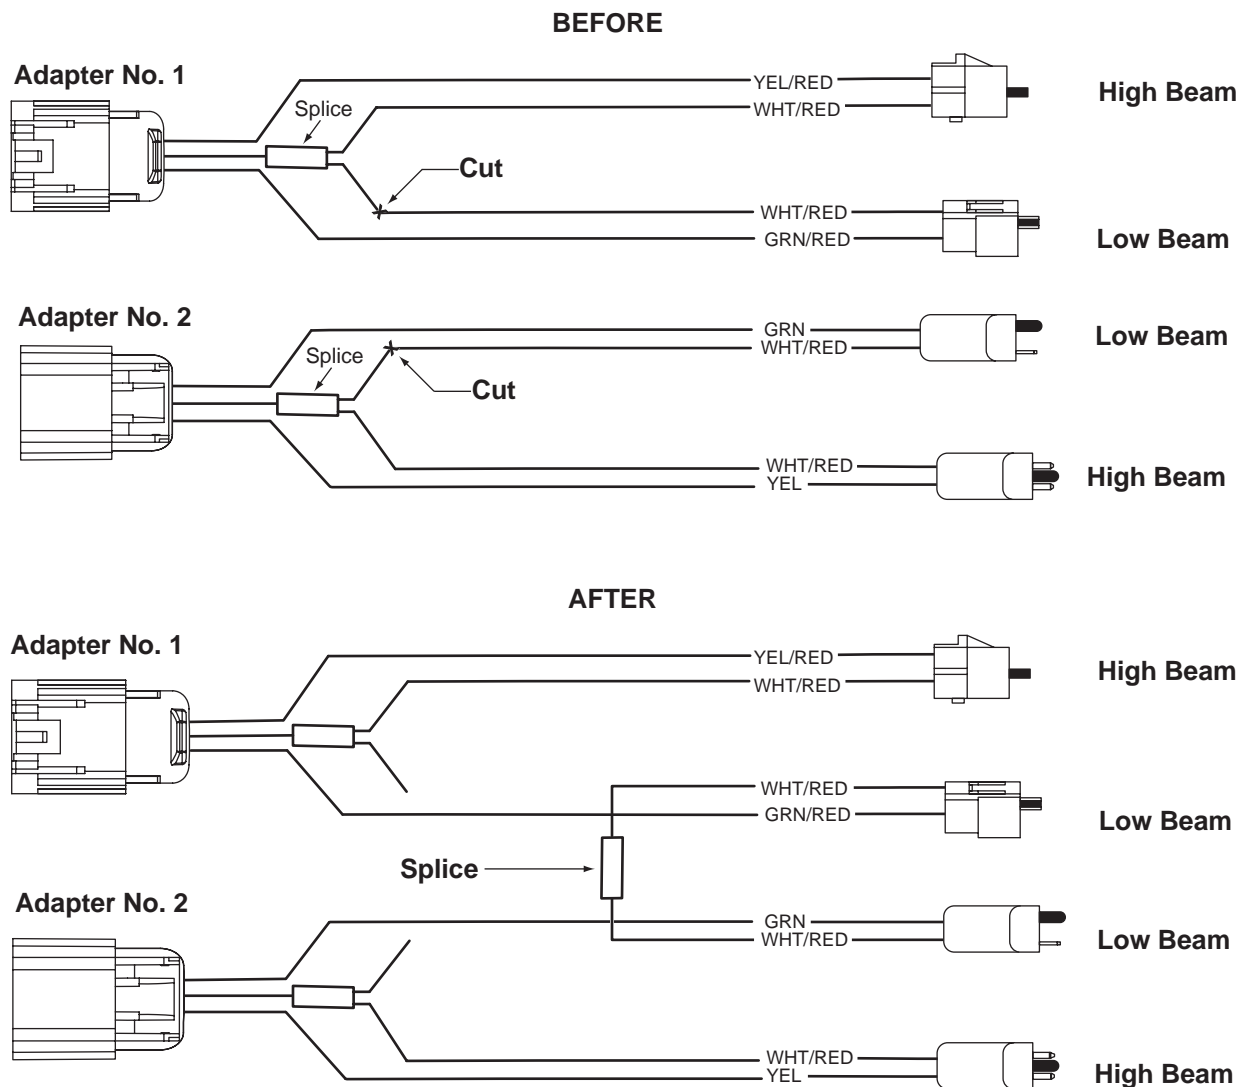 BEFORE
Adapter No. 1
YEL/RED
High Beam
Splice
WHT/RED
Cut
WHT/RED
GRN/RED
Low Beam
Adapter No. 2
GRN
Low Beam
Splice
WHT/RED
Cut
WHT/RED
YEL
High Beam
AFTER
Adapter No. 1
YEL/RED
High Beam
WHT/RED
WHT/RED
GRN/RED
Low Beam
Splice
Adapter No. 2
GRN
WHT/RED
Low Beam
WHT/RED
YEL
High Beam